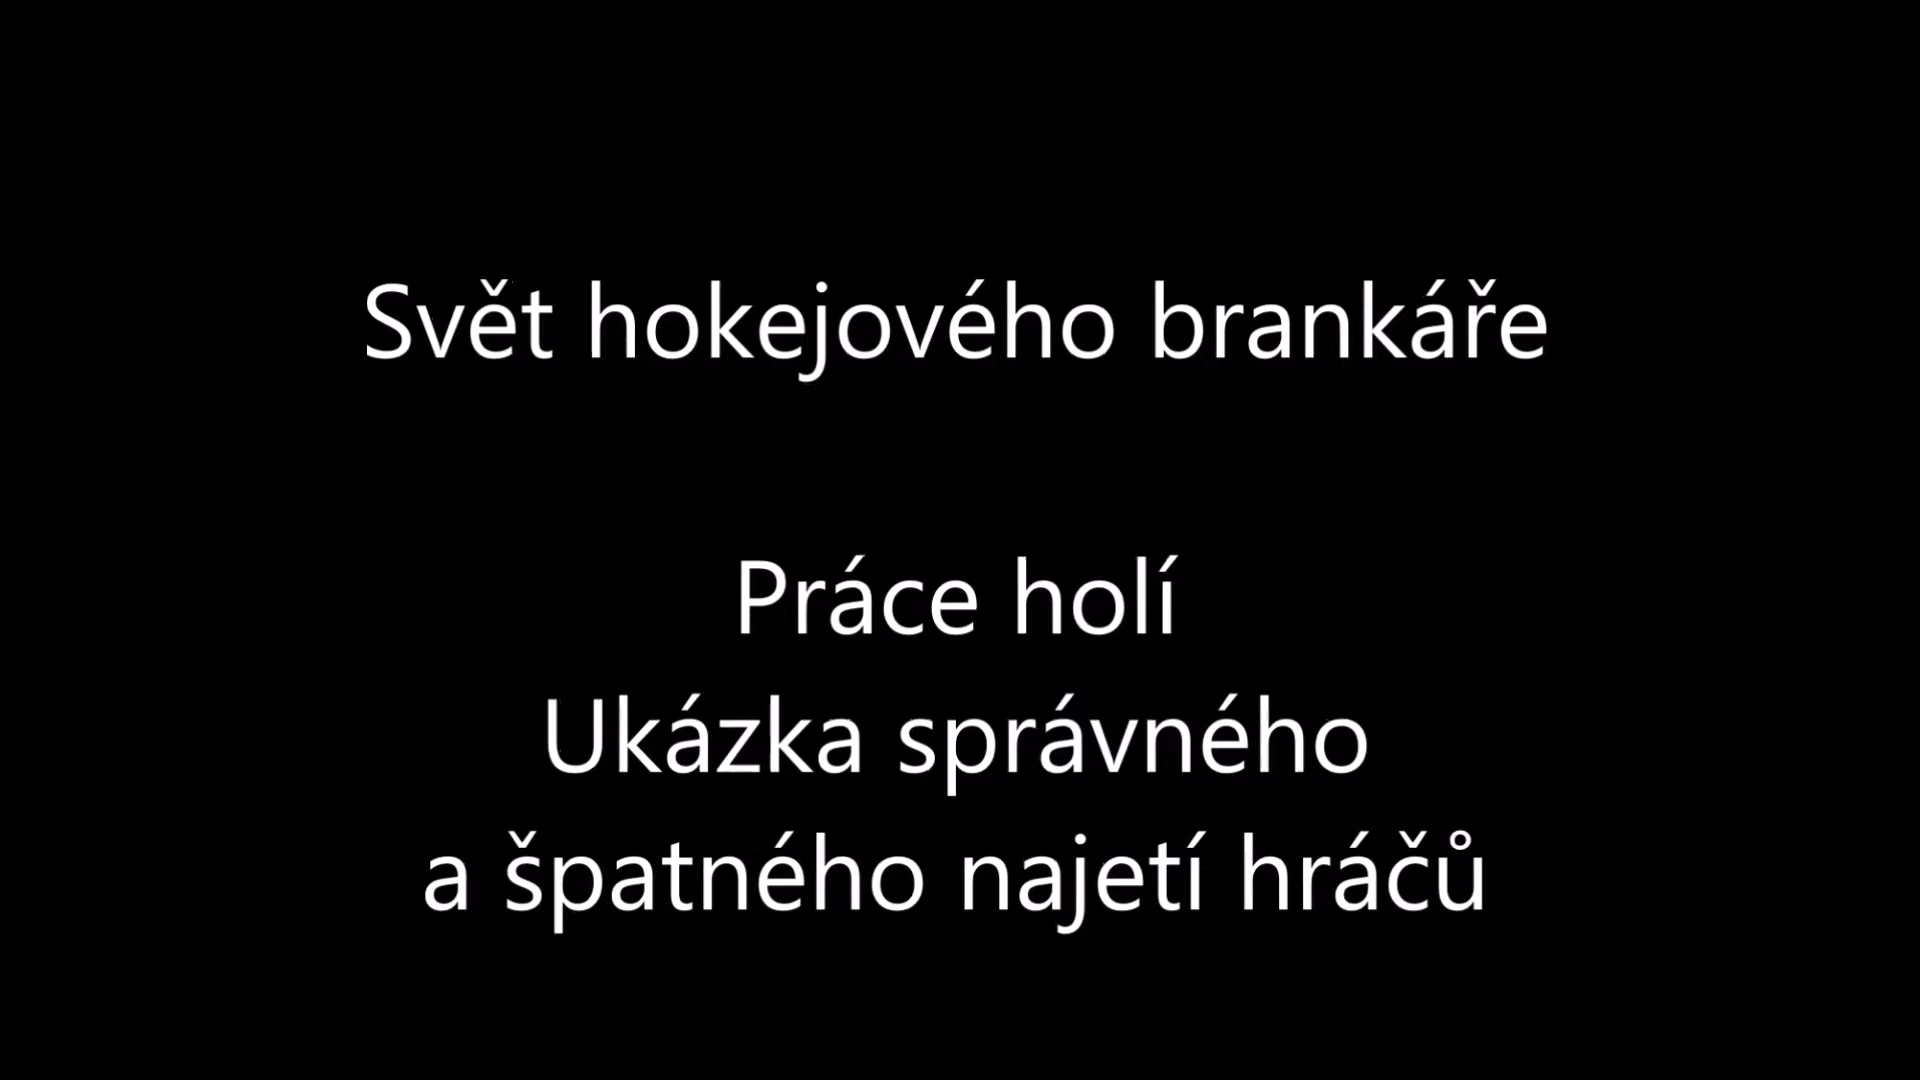 Svět hokejového brankáře
Práce holí
Ukázka správného
a špatného najetí hráčů